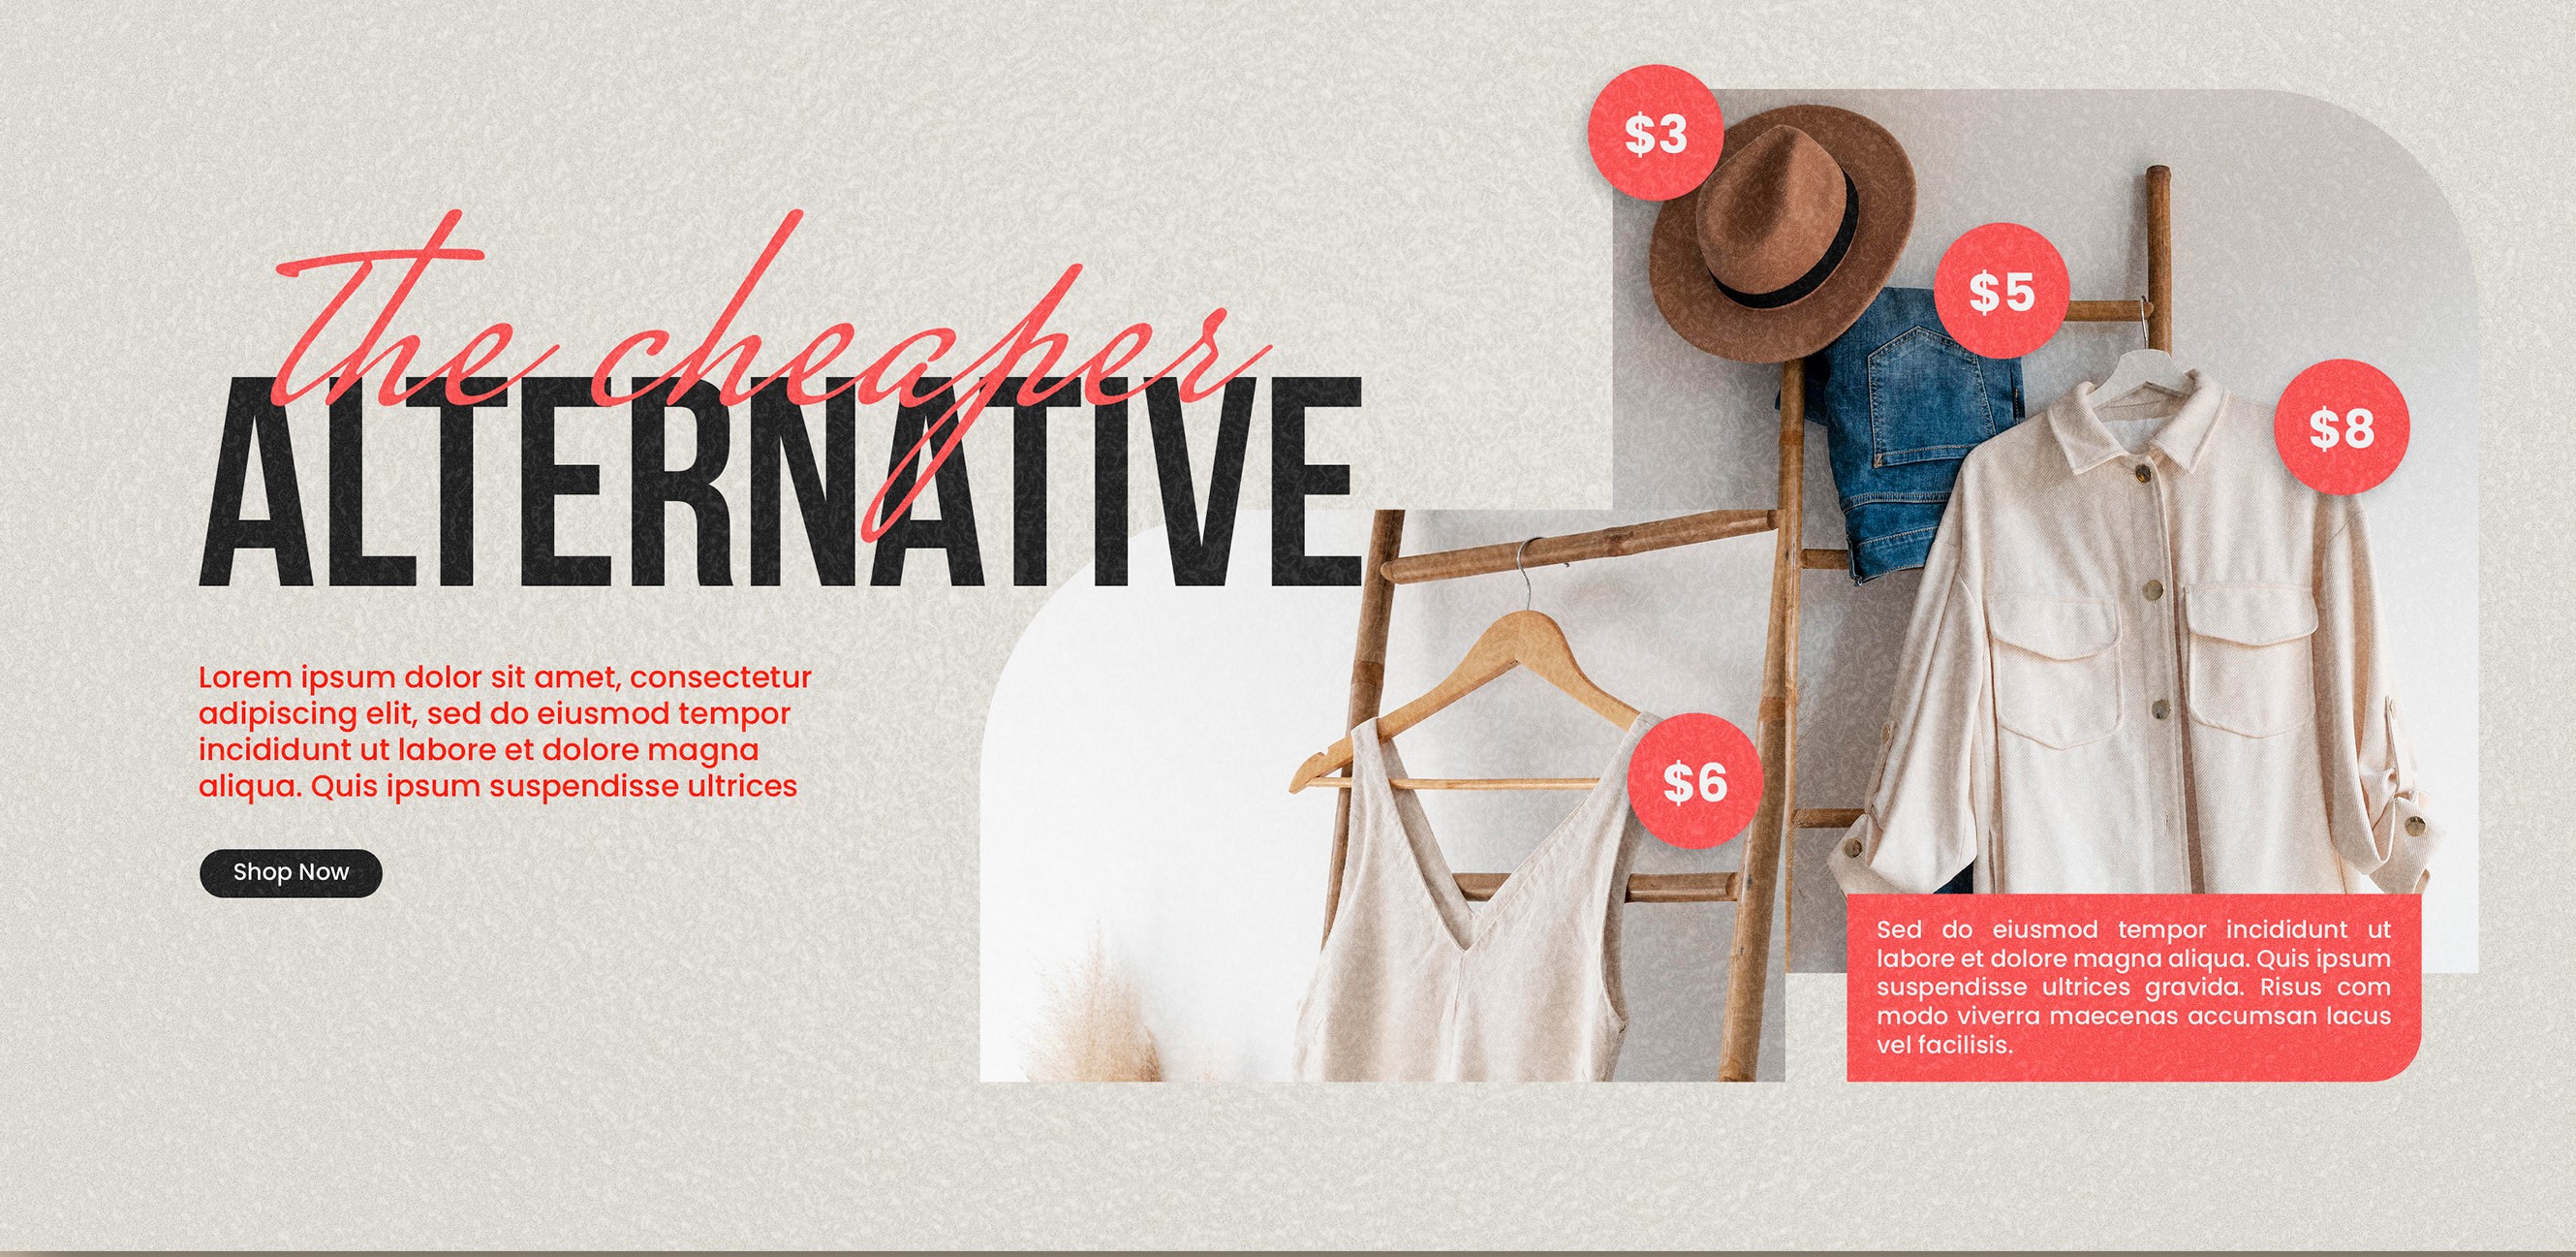 The cheaper
ALTERNATIVE
Lorem ipsum dolor sit amet, consectetur
adipiscing elit, sed do eiusmod tempor
incididunt ut labore et dolore magna
aliqua. Quis ipsum suspendisse ultrices
Shop Now
$3
$5
$8
$6
Sed do eiusmod tempor incididunt ut
labore et dolore magna aliqua. Quis ipsum
suspendisse ultrices gravida. Risus com
modo viverra maecenas accumsan lacus
vel facilisis.